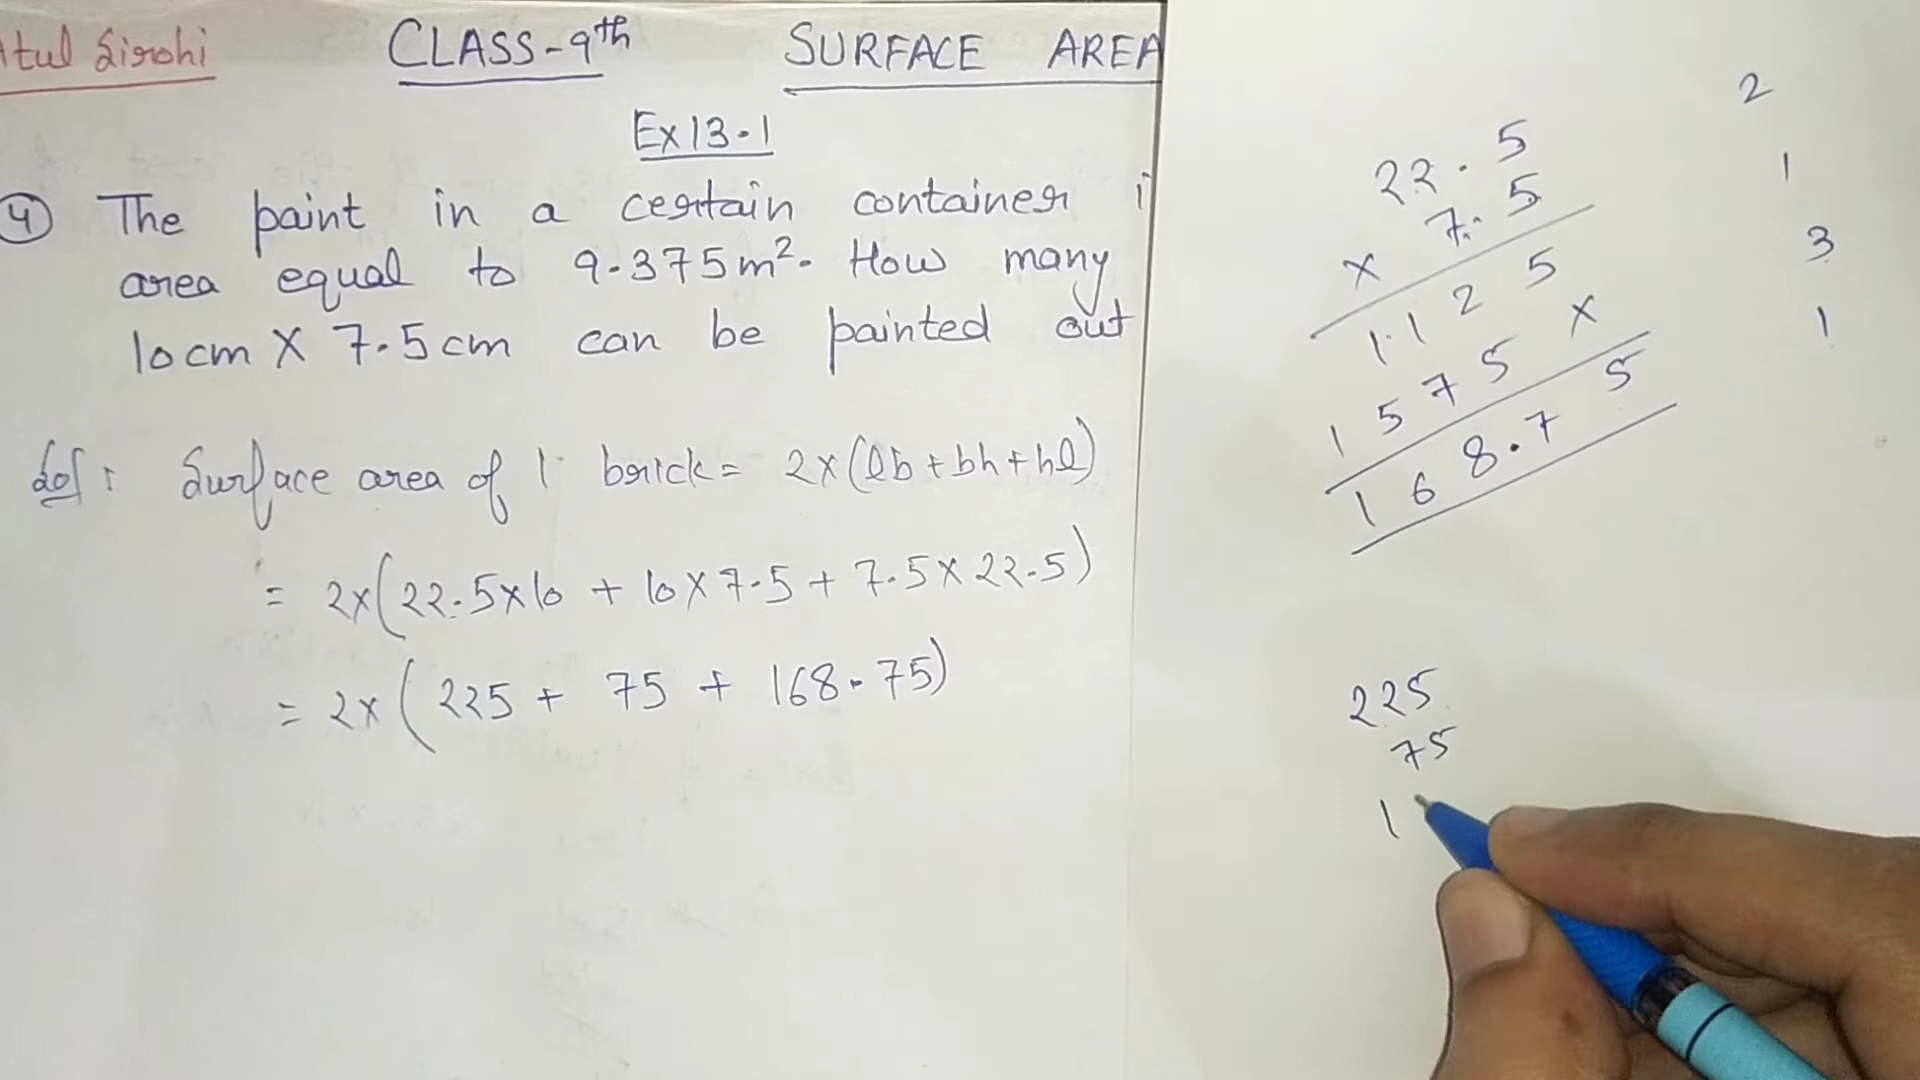 Atul Sirohi CLASS-9th SURFACE AREA
Ex 13.1
4 The paint in a certain container i
area equal to 9.375m². How many
10cm X 7.5cm can be painted out
Sol: Surface area of 1 brick = 2x(lb+bh+hl)
= 2x(22.5x10 + 10X7.5 + 7.5X22.5)
= 2x(225 + 75 + 168.75)
22.5
x 7.5
1125
1575x
168.75
2
1
3
1
225
75
1